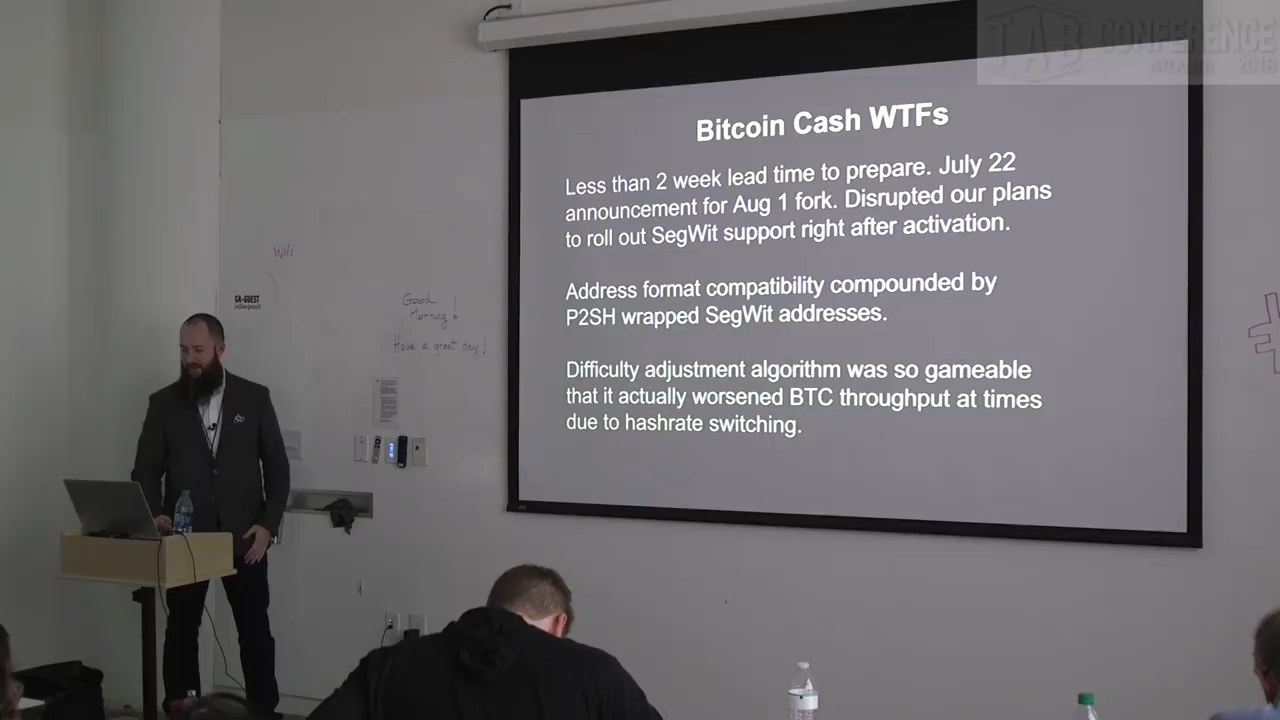 TAB CONFERENCE
ATLANTA 2018
Bitcoin Cash WTFs
Less than 2 week lead time to prepare. July 22
announcement for Aug 1 fork. Disrupted our plans
to roll out SegWit support right after activation.
Address format compatibility compounded by
P2SH wrapped SegWit addresses.
Difficulty adjustment algorithm was so gameable
that it actually worsened BTC throughput at times
due to hashrate switching.
Wifi
GA-GUEST
Good
Morning!
Have a great day!